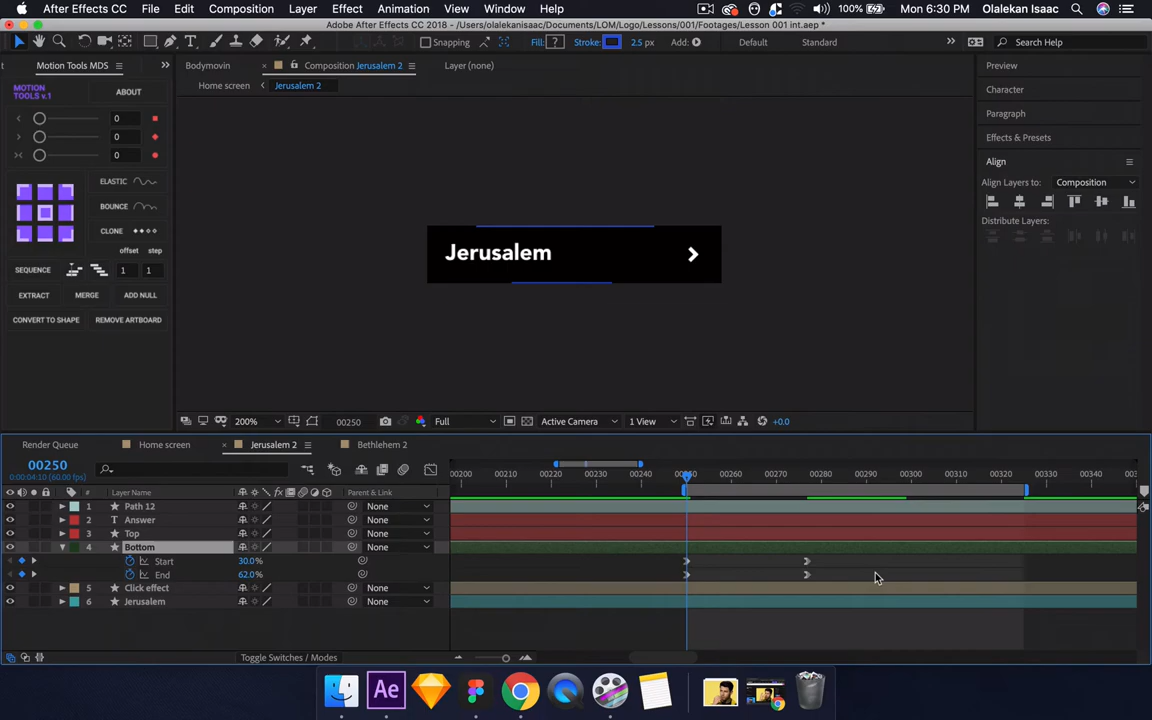 After Effects CC File Edit Composition Layer Effect Animation View Window Help 100% Mon 6:30 PM Olalekan Isaac
Adobe After Effects CC 2018 - /Users/olalekanisaac/Documents/LOM/Logo/Lessons/001/Footages/Lesson 001 int.aep *
Snapping Fill: ? Stroke: 2.5 px Add: Default Standard Search Help
Motion Tools MDS Bodymovin Composition Jerusalem 2 Layer (none) Preview
Home screen Jerusalem 2 Character
MOTION TOOLS v.1 ABOUT Paragraph
0 Effects & Presets
0 Align
0 Align Layers to: Composition
ELASTIC
BOUNCE Distribute Layers:
CLONE
offset step
SEQUENCE 1 1
EXTRACT MERGE ADD NULL
CONVERT TO SHAPE REMOVE ARTBOARD
Jerusalem
200% 00250 Full Active Camera 1 View +0.0
Render Queue Home screen Jerusalem 2 Bethlehem 2
00250
0:00:04:10 (60.00 fps)
00200 00210 00220 00230 00240 00260 00270 00280 00290 00300 00310 00320 00330 00340
# Layer Name Parent & Link
1 Path 12 None
2 T Answer None
3 Top None
4 Bottom None
Start 30.0%
End 62.0%
5 Click effect None
6 Jerusalem None
Toggle Switches / Modes
Ae